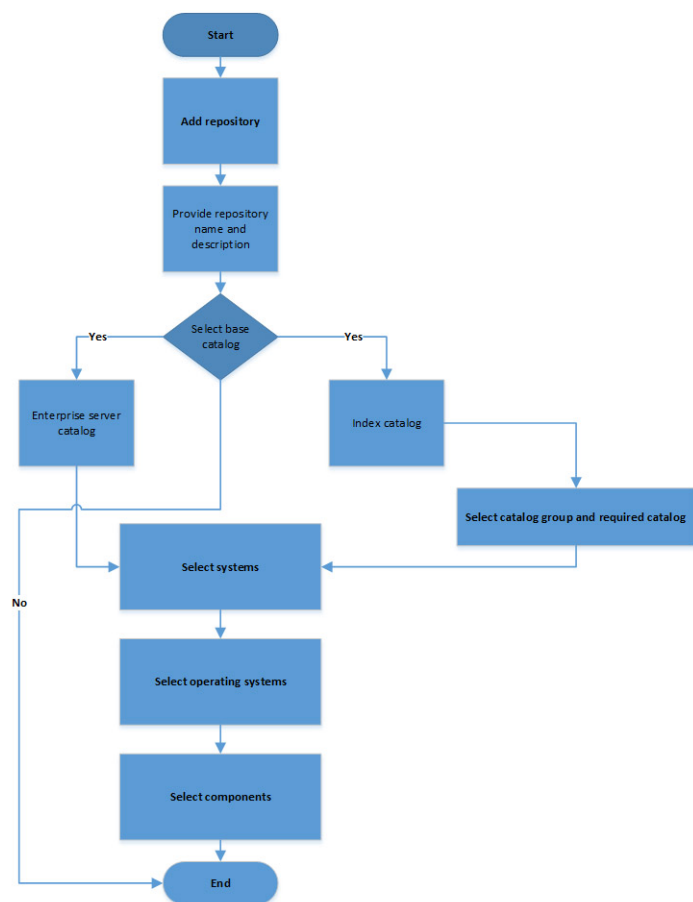 Start
Add repository
Provide repository
name and
description
Select base
catalog
Yes
Yes
Enterprise server
catalog
Index catalog
Select catalog group and required catalog
Select systems
No
Select operating systems
Select components
End